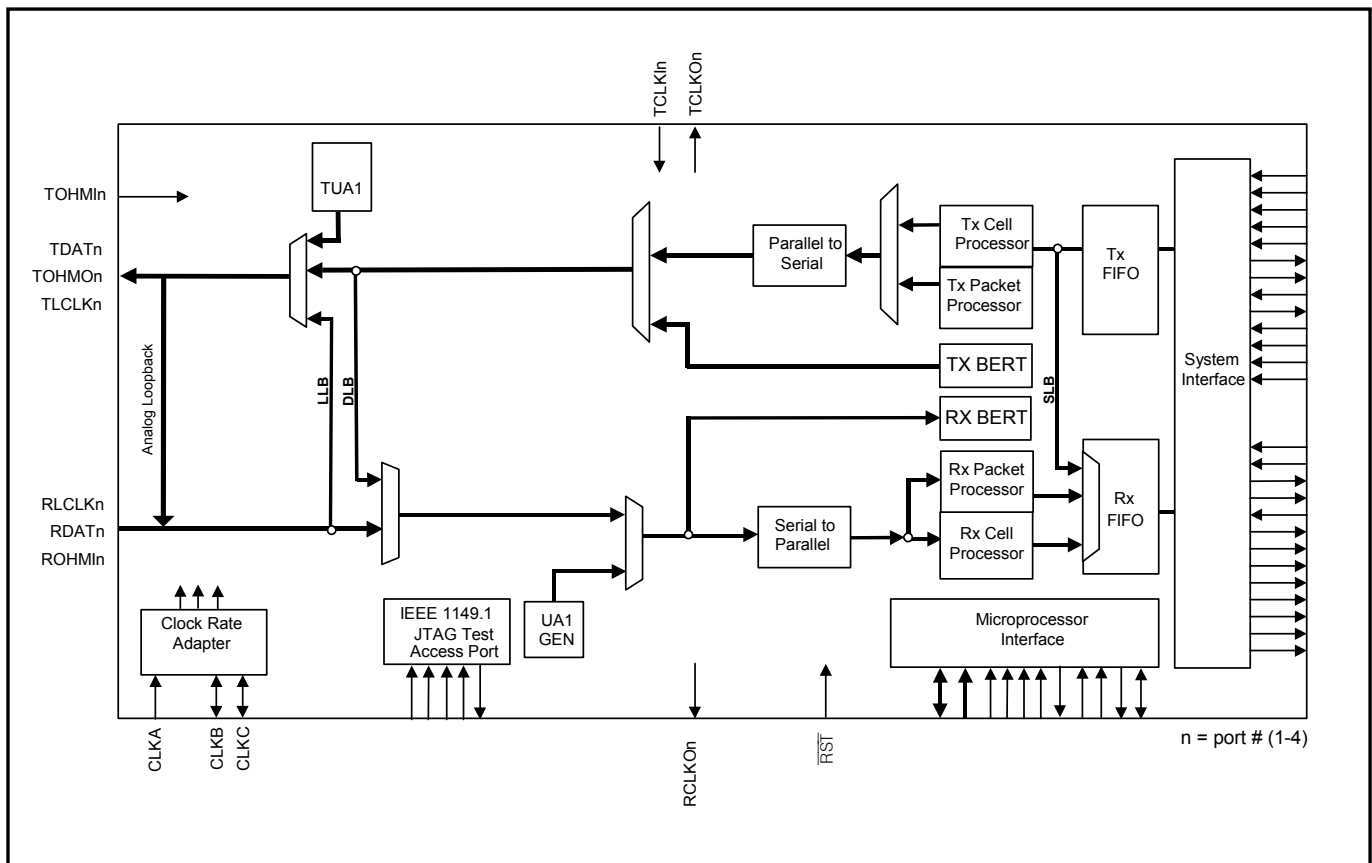 TCLKIn
TCLKOn
TOHMIn
TUA1
TDATn
TOHMOn
TLCLKn
Parallel to
Serial
Tx Cell
Processor
Tx Packet
Processor
Tx
FIFO
System
Interface
TX BERT
RX BERT
Analog Loopback
LLB
DLB
SLB
RLCLKn
RDATn
ROHMIn
Serial to
Parallel
Rx Packet
Processor
Rx Cell
Processor
Rx
FIFO
Clock Rate
Adapter
IEEE 1149.1
JTAG Test
Access Port
UA1
GEN
Microprocessor
Interface
CLKA
CLKB
CLKC
RCLKOn
RST
n = port # (1-4)